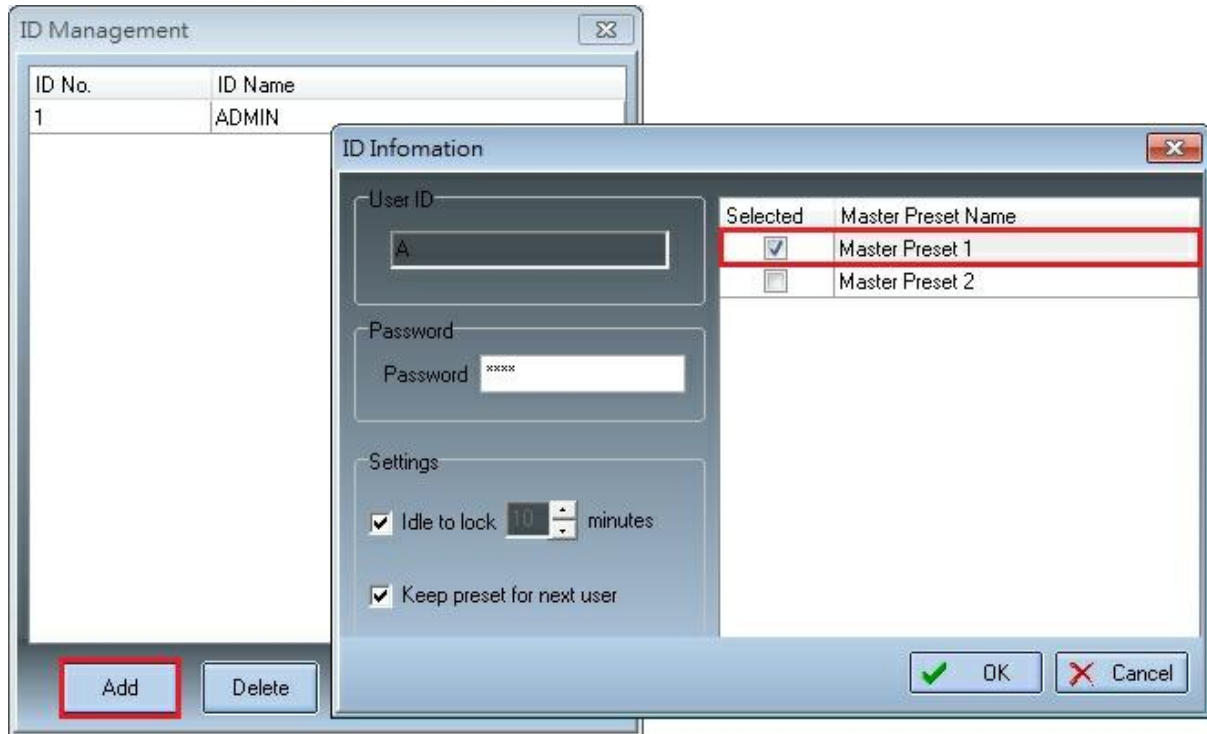 ID Management
ID No. ID Name
1 ADMIN
ID Infomation
User ID
A
Password
Password ****
Settings
Idle to lock 10 minutes
Keep preset for next user
Selected Master Preset Name
Master Preset 1
Master Preset 2
Add Delete
OK Cancel